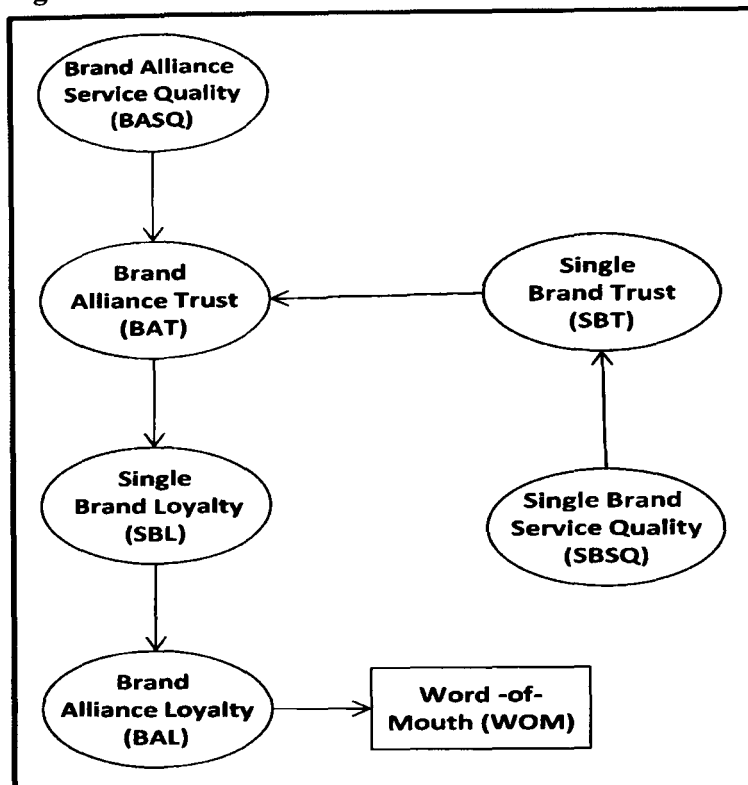 Brand Alliance
Service Quality
(BASQ)
Brand
Alliance Trust
(BAT)
Single
Brand Trust
(SBT)
Single
Brand Loyalty
(SBL)
Single Brand
Service Quality
(SBSQ)
Brand
Alliance Loyalty
(BAL)
Word -of-
Mouth (WOM)